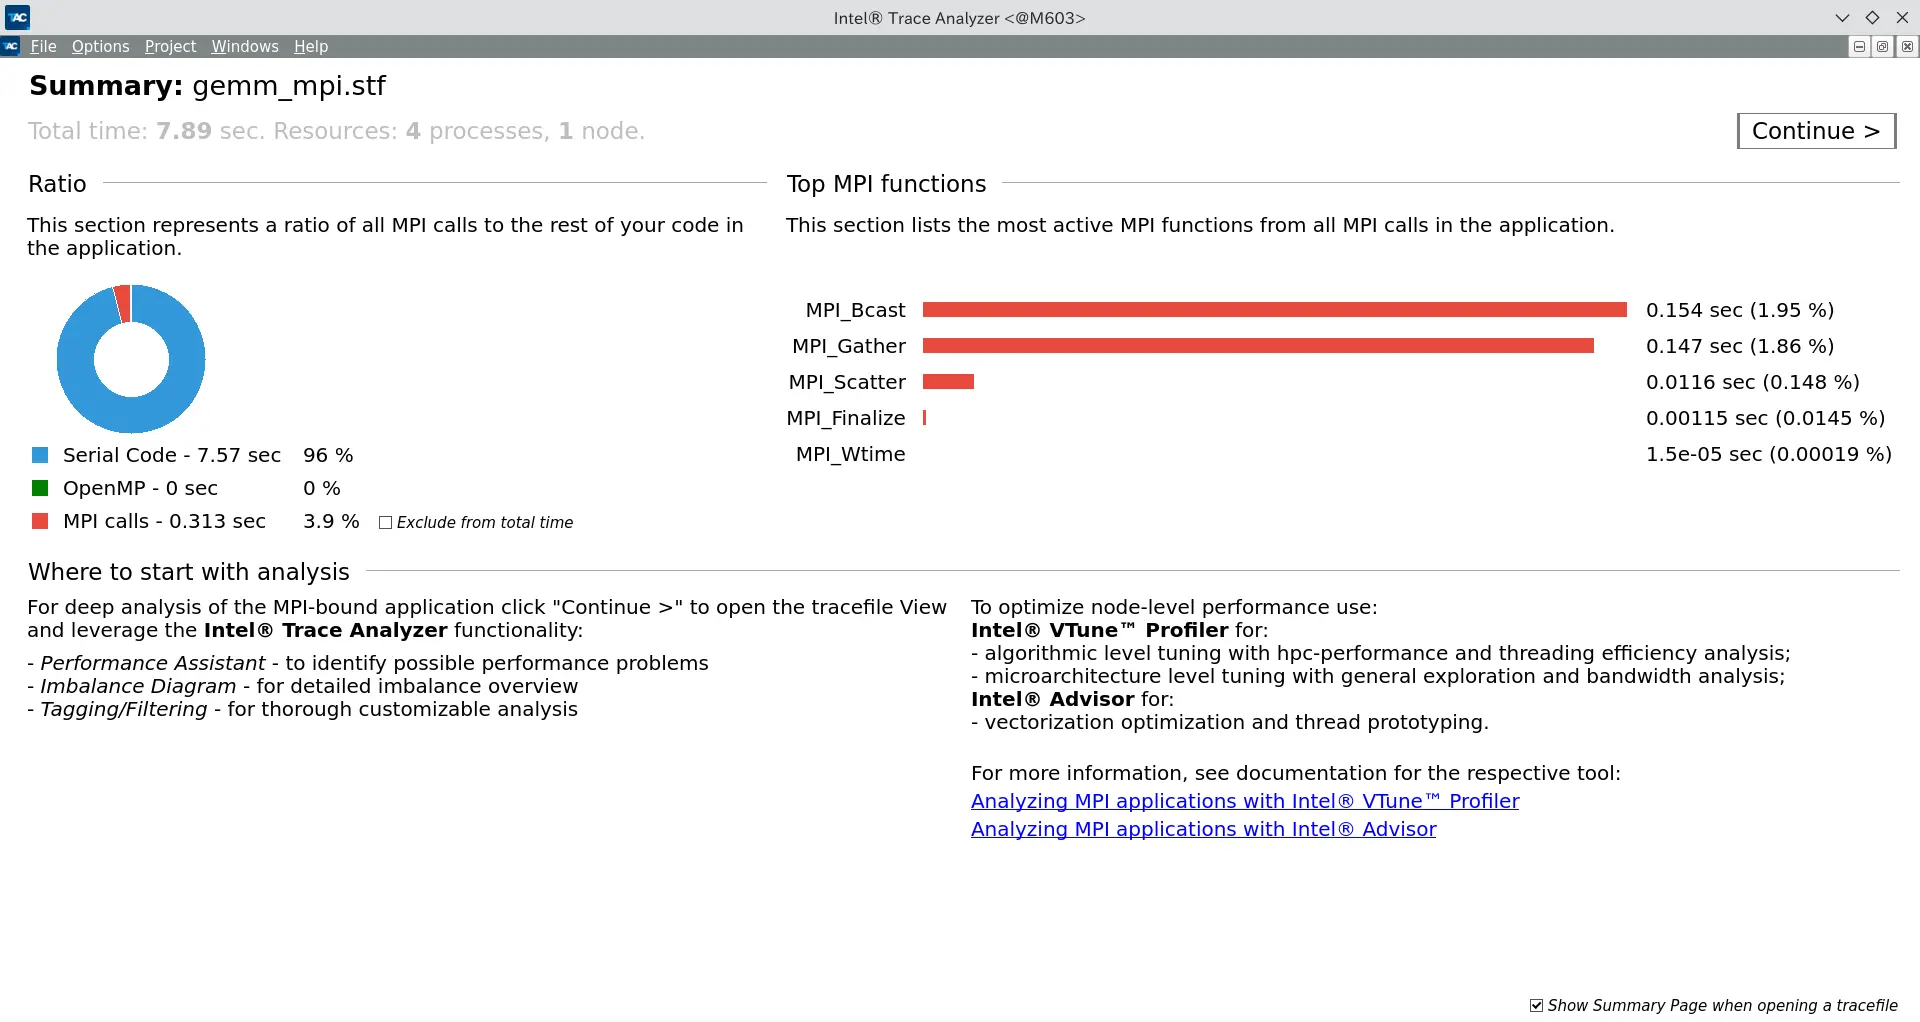 TAC
Intel® Trace Analyzer <@M603>
TAC
File Options Project Windows Help
Summary: gemm_mpi.stf
Total time: 7.89 sec. Resources: 4 processes, 1 node.
Continue >
Ratio
This section represents a ratio of all MPI calls to the rest of your code in
the application.
Serial Code - 7.57 sec 96 %
OpenMP - 0 sec 0 %
MPI calls - 0.313 sec 3.9 % Exclude from total time
Top MPI functions
This section lists the most active MPI functions from all MPI calls in the application.
MPI_Bcast 0.154 sec (1.95 %)
MPI_Gather 0.147 sec (1.86 %)
MPI_Scatter 0.0116 sec (0.148 %)
MPI_Finalize 0.00115 sec (0.0145 %)
MPI_Wtime 1.5e-05 sec (0.00019 %)
Where to start with analysis
For deep analysis of the MPI-bound application click "Continue >" to open the tracefile View
and leverage the Intel® Trace Analyzer functionality:
- Performance Assistant - to identify possible performance problems
- Imbalance Diagram - for detailed imbalance overview
- Tagging/Filtering - for thorough customizable analysis
To optimize node-level performance use:
Intel® VTune™ Profiler for:
- algorithmic level tuning with hpc-performance and threading efficiency analysis;
- microarchitecture level tuning with general exploration and bandwidth analysis;
Intel® Advisor for:
- vectorization optimization and thread prototyping.
For more information, see documentation for the respective tool:
Analyzing MPI applications with Intel® VTune™ Profiler
Analyzing MPI applications with Intel® Advisor
Show Summary Page when opening a tracefile